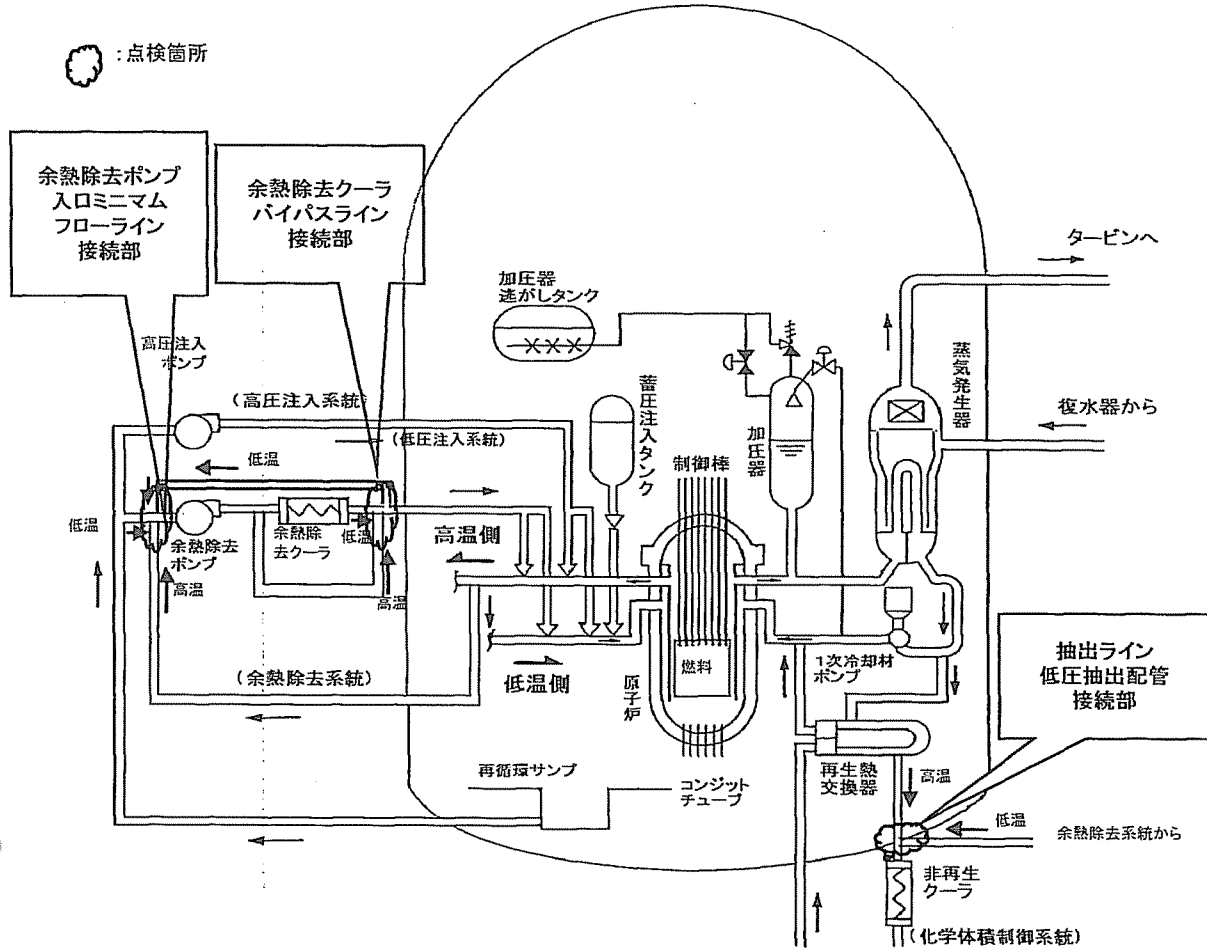 ：点検箇所
余熱除去ポンプ
入口ミニマム
フローライン
接続部
余熱除去クーラ
バイパスライン
接続部
タービンへ
加圧器
逃がしタンク
高圧注入
ポンプ
蒸気発生器
蓄圧注入タンク
(高圧注入系統)
復水器から
(低圧注入系統)
加圧器
低温
制御棒
低温
余熱除
去クーラ
低温
高温側
余熱除去
ポンプ
高温
高温
燃料
1次冷却材
ポンプ
抽出ライン
低圧抽出配管
接続部
(余熱除去系統)
低温側
原子炉
再循環サンプ
コンジット
チューブ
再生熱
交換器
高温
低温
余熱除去系統から
非再生
クーラ
(化学体積制御系統)